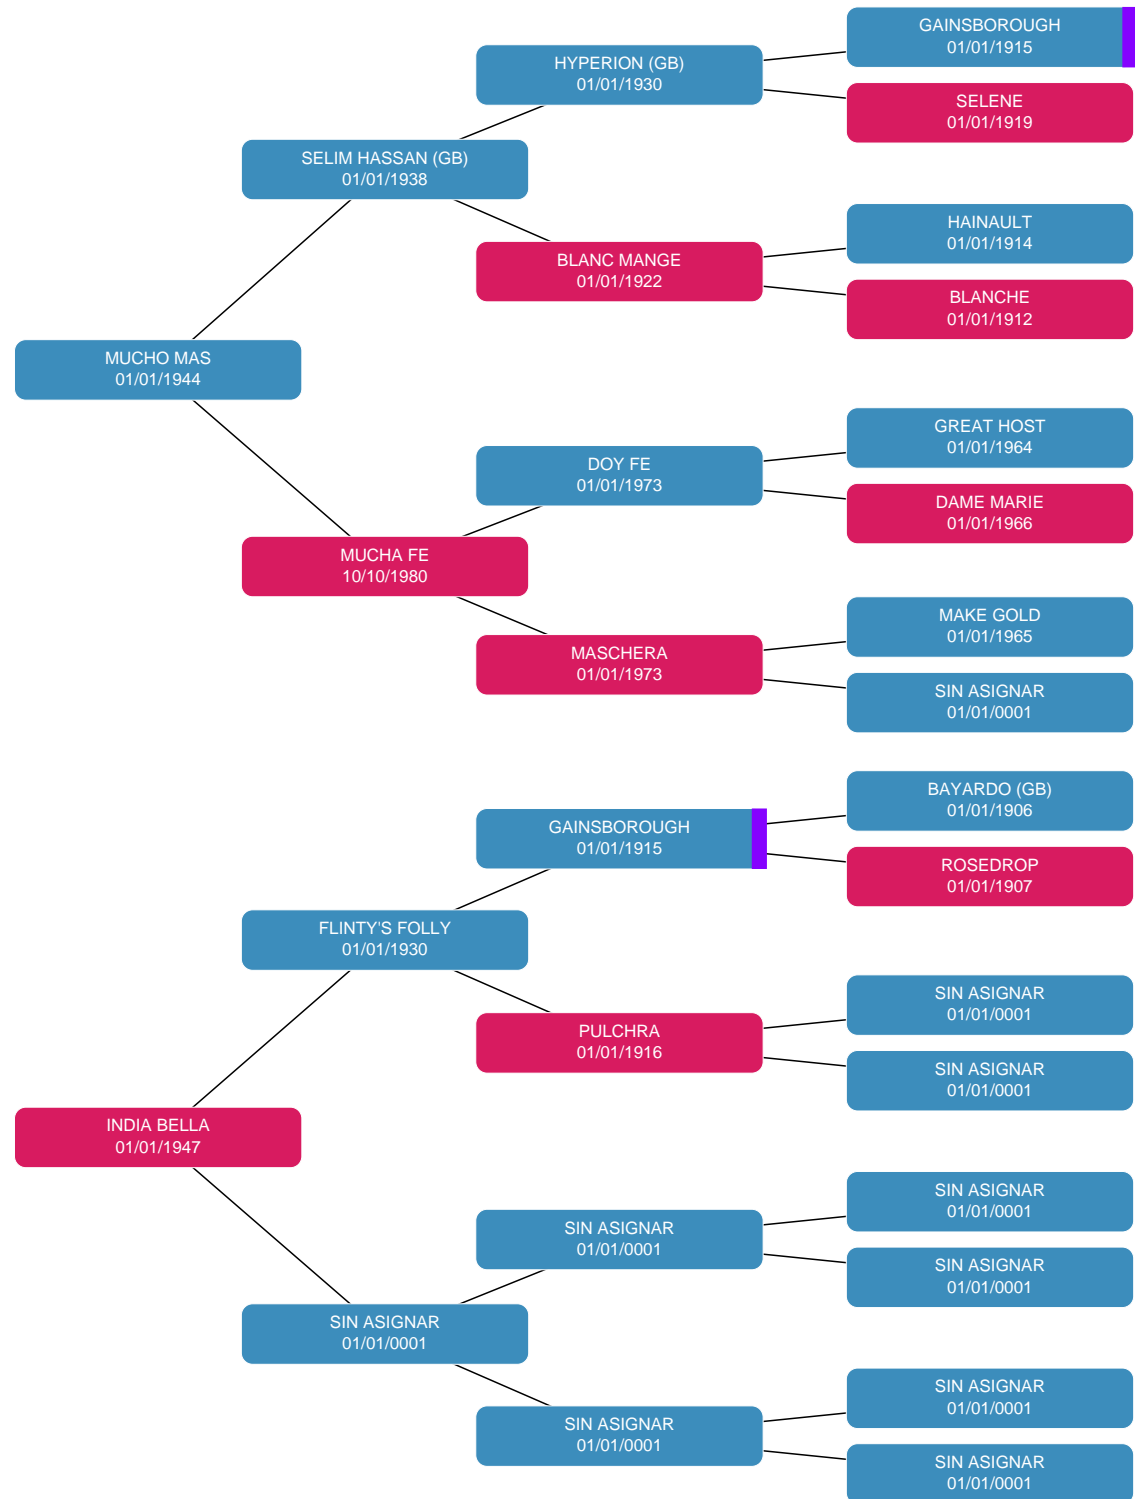 GAINSBOROUGH
01/01/1915
HYPERION (GB)
01/01/1930
SELENE
01/01/1919
SELIM HASSAN (GB)
01/01/1938
HAINAULT
01/01/1914
BLANC MANGE
01/01/1922
BLANCHE
01/01/1912
MUCHO MAS
01/01/1944
GREAT HOST
01/01/1964
DOY FE
01/01/1973
DAME MARIE
01/01/1966
MUCHA FE
10/10/1980
MAKE GOLD
01/01/1965
MASCHERA
01/01/1973
SIN ASIGNAR
01/01/0001
BAYARDO (GB)
01/01/1906
GAINSBOROUGH
01/01/1915
ROSEDROP
01/01/1907
FLINTY'S FOLLY
01/01/1930
SIN ASIGNAR
01/01/0001
PULCHRA
01/01/1916
SIN ASIGNAR
01/01/0001
INDIA BELLA
01/01/1947
SIN ASIGNAR
01/01/0001
SIN ASIGNAR
01/01/0001
SIN ASIGNAR
01/01/0001
SIN ASIGNAR
01/01/0001
SIN ASIGNAR
01/01/0001
SIN ASIGNAR
01/01/0001
SIN ASIGNAR
01/01/0001